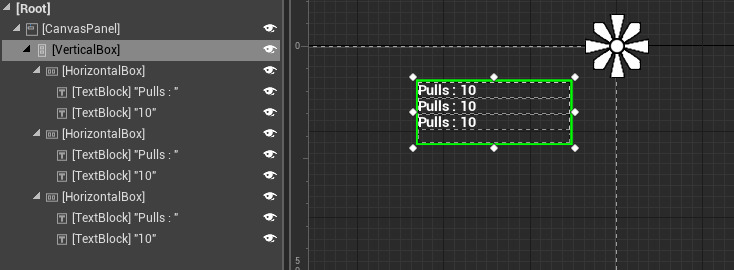 [Root]
[CanvasPanel]
[VerticalBox]
[HorizontalBox]
[TextBlock] "Pulls : "
[TextBlock] "10"
[HorizontalBox]
[TextBlock] "Pulls : "
[TextBlock] "10"
[HorizontalBox]
[TextBlock] "Pulls : "
[TextBlock] "10"
0
Pulls : 10
Pulls : 10
Pulls : 10
5